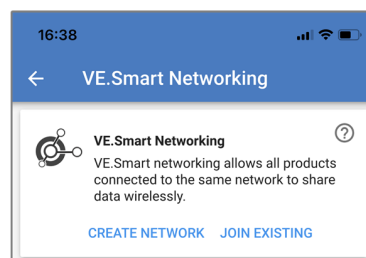 16:38
VE.Smart Networking
VE.Smart Networking
VE.Smart networking allows all products
connected to the same network to share
data wirelessly.
CREATE NETWORK JOIN EXISTING